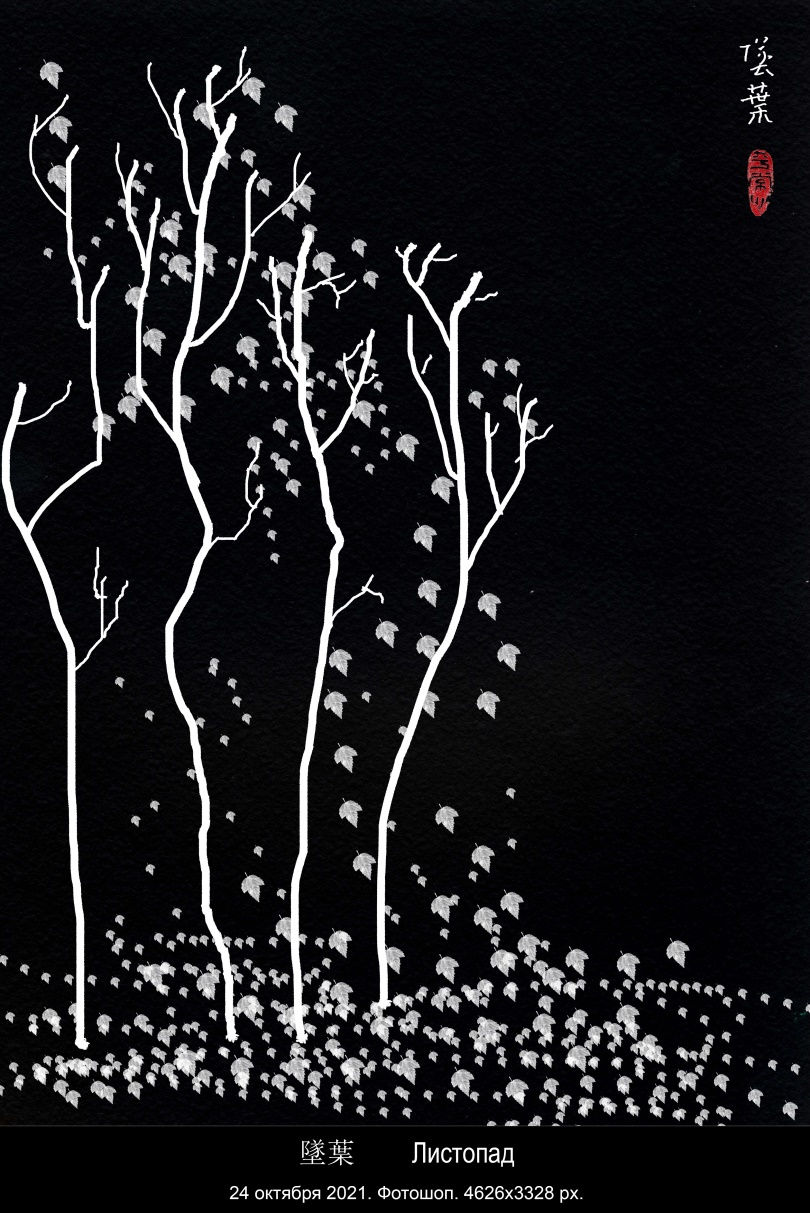 墜葉
墜葉 Листопад
24 октября 2021. Фотошоп. 4626x3328 px.